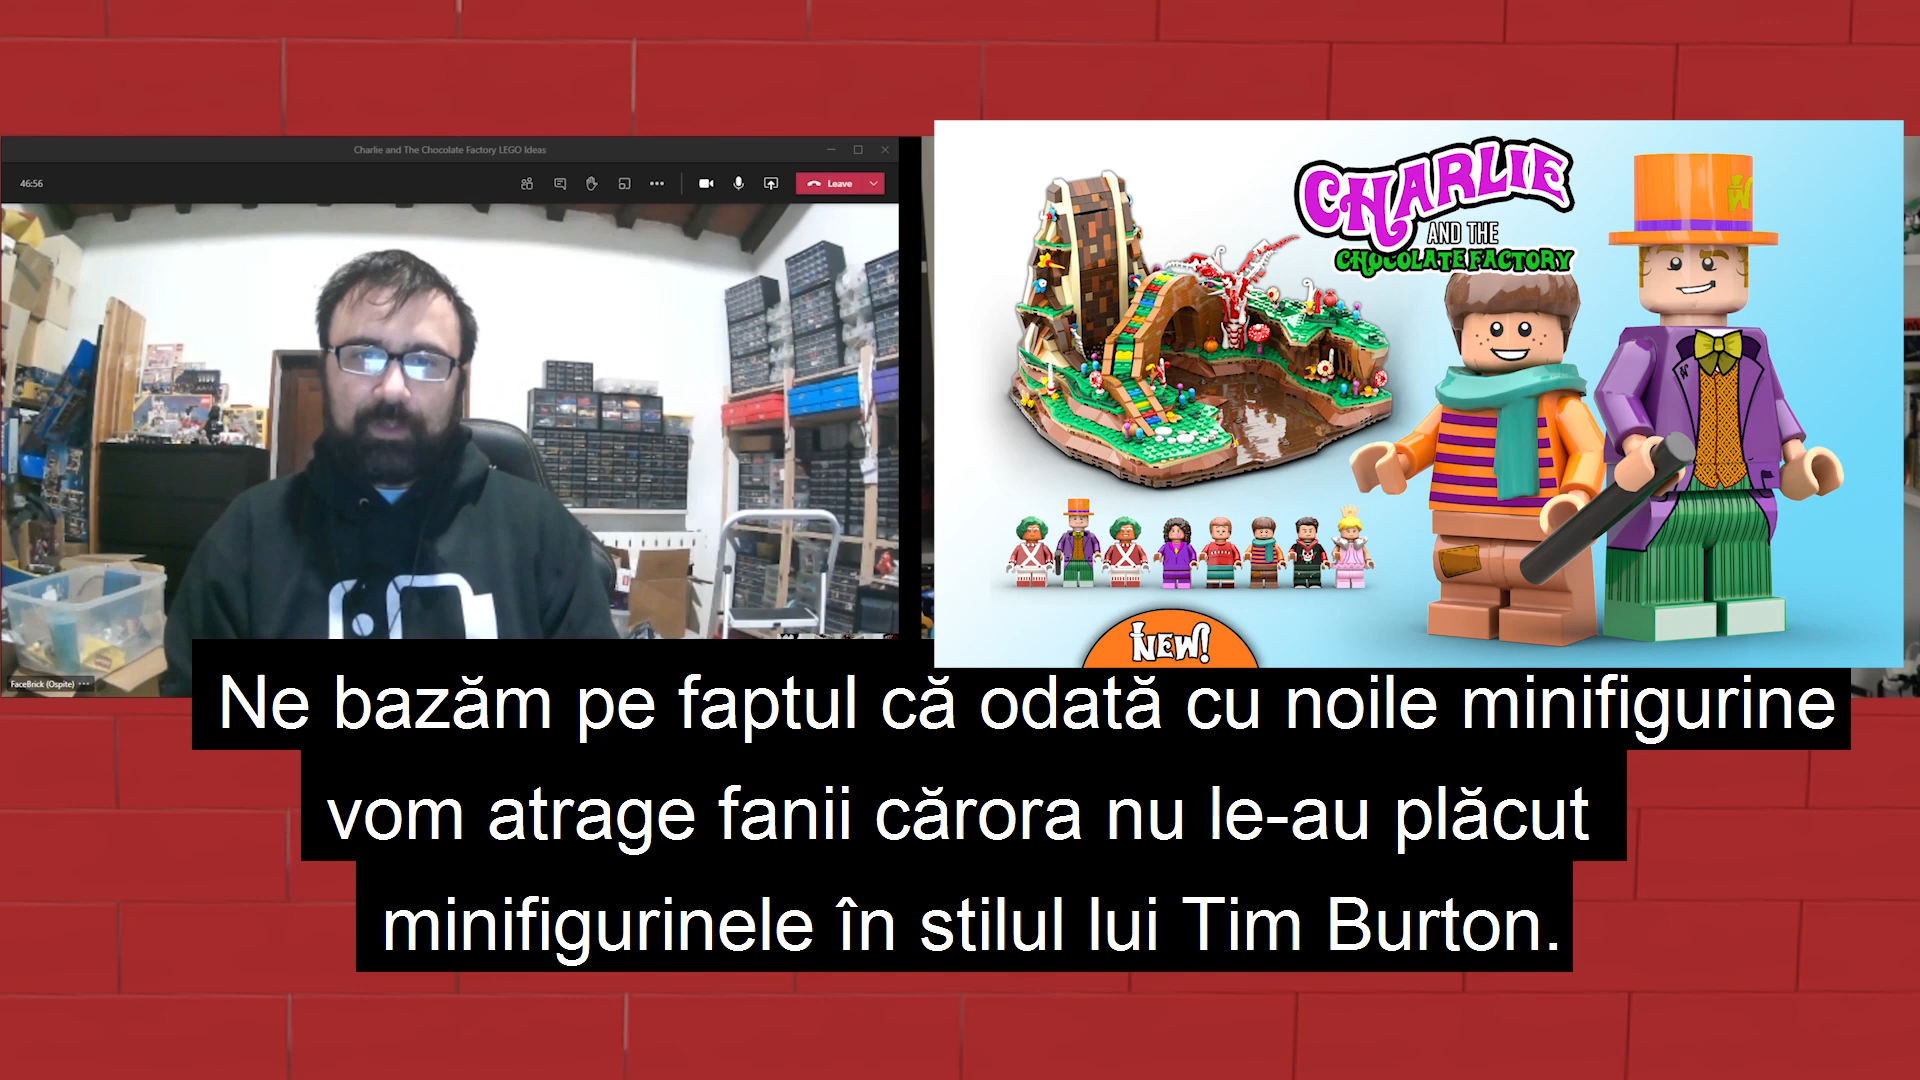 Charlie and The Chocolate Factory LEGO Ideas
46:56
Leave
CHARLIE
AND THE
CHOCOLATE FACTORY
NEW!
FaceBrick (Ospite)
Ne bazăm pe faptul că odată cu noile minifigurine
vom atrage fanii cărora nu le-au plăcut
minifigurinele în stilul lui Tim Burton.